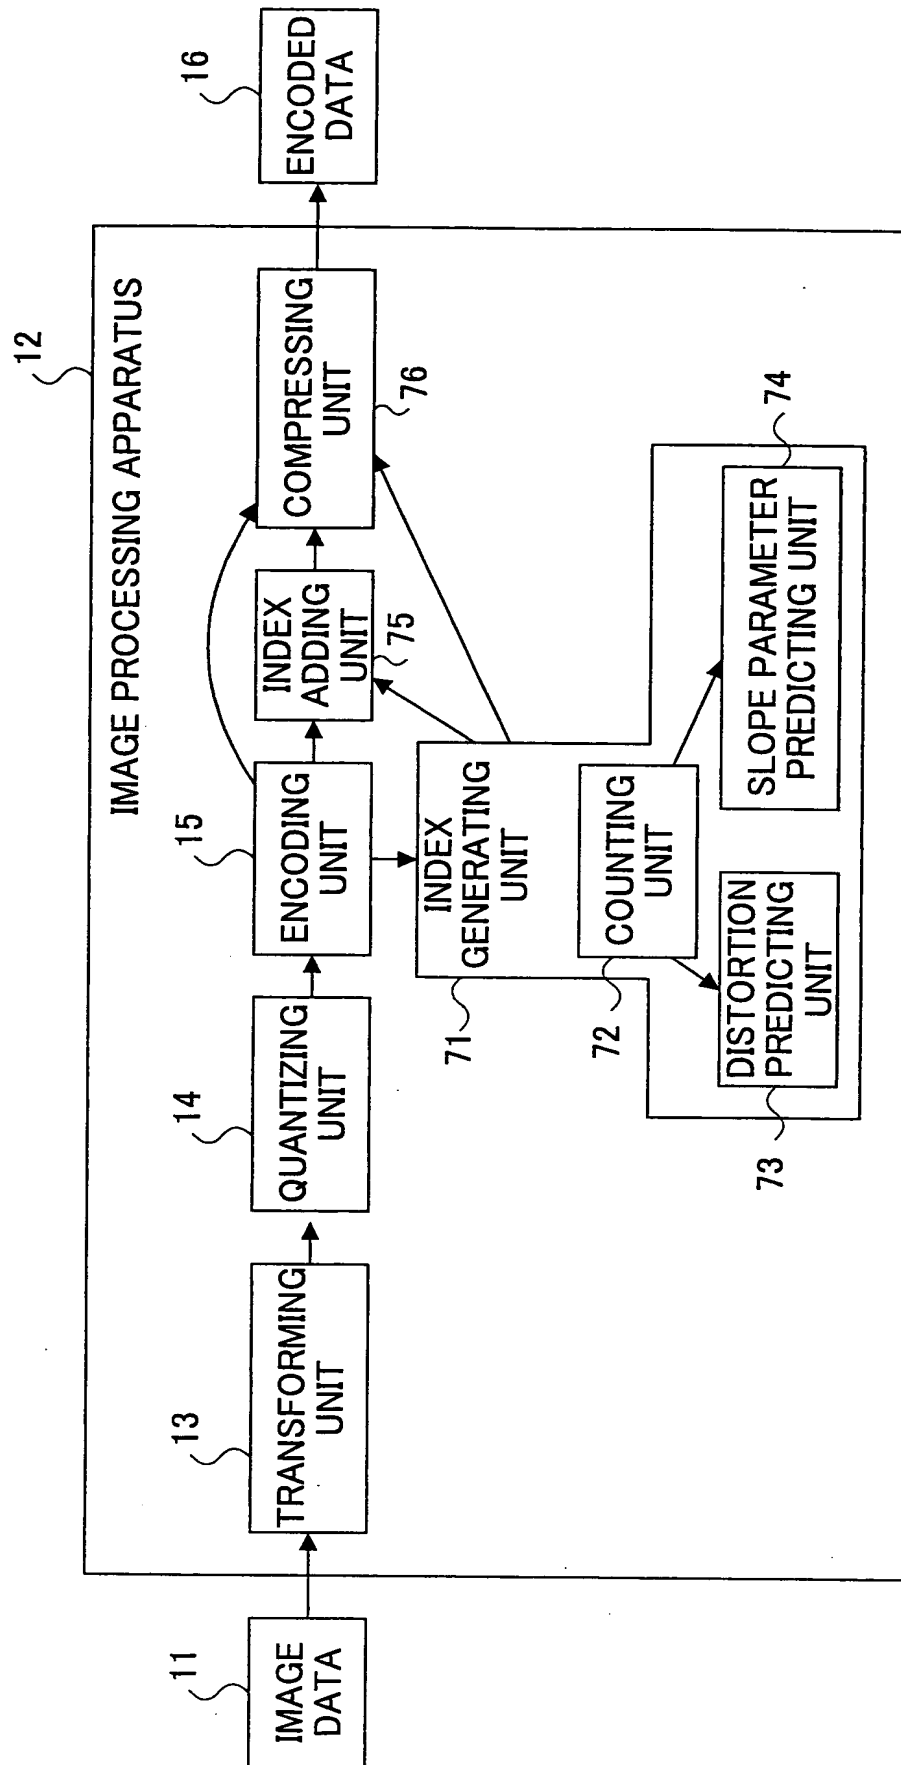 12
IMAGE PROCESSING APPARATUS
11
IMAGE
DATA
13
TRANSFORMING
UNIT
14
QUANTIZING
UNIT
15
ENCODING
UNIT
INDEX
ADDING
UNIT
75
COMPRESSING
UNIT
76
16
ENCODED
DATA
71
INDEX
GENERATING
UNIT
72
COUNTING
UNIT
73
DISTORTION
PREDICTING
UNIT
74
SLOPE PARAMETER
PREDICTING UNIT